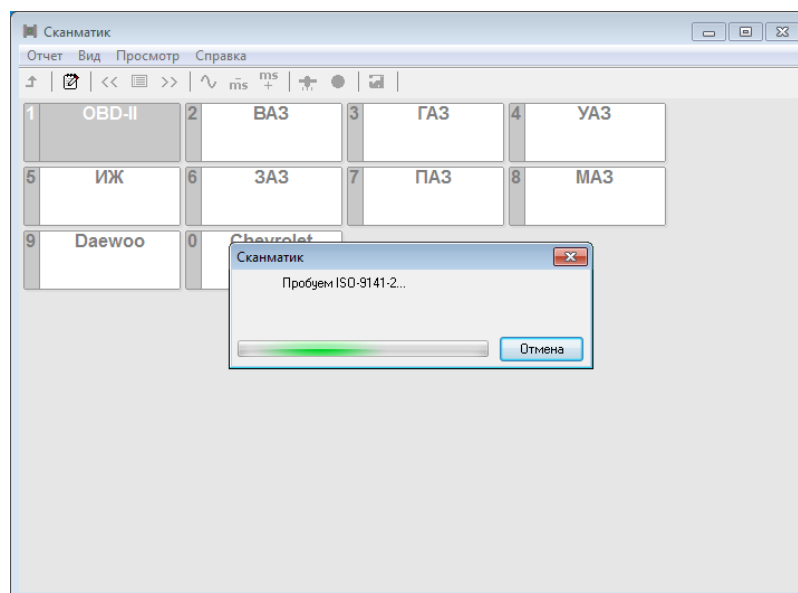 Сканматик
Отчет Вид Просмотр Справка
<< >> ms ms +
1 OBD-II 2 ВАЗ 3 ГАЗ 4 УАЗ
5 ИЖ 6 ЗАЗ 7 ПАЗ 8 МАЗ
9 Daewoo 0 Chevrolet
Сканматик
Пробуем ISO-9141-2...
Отмена